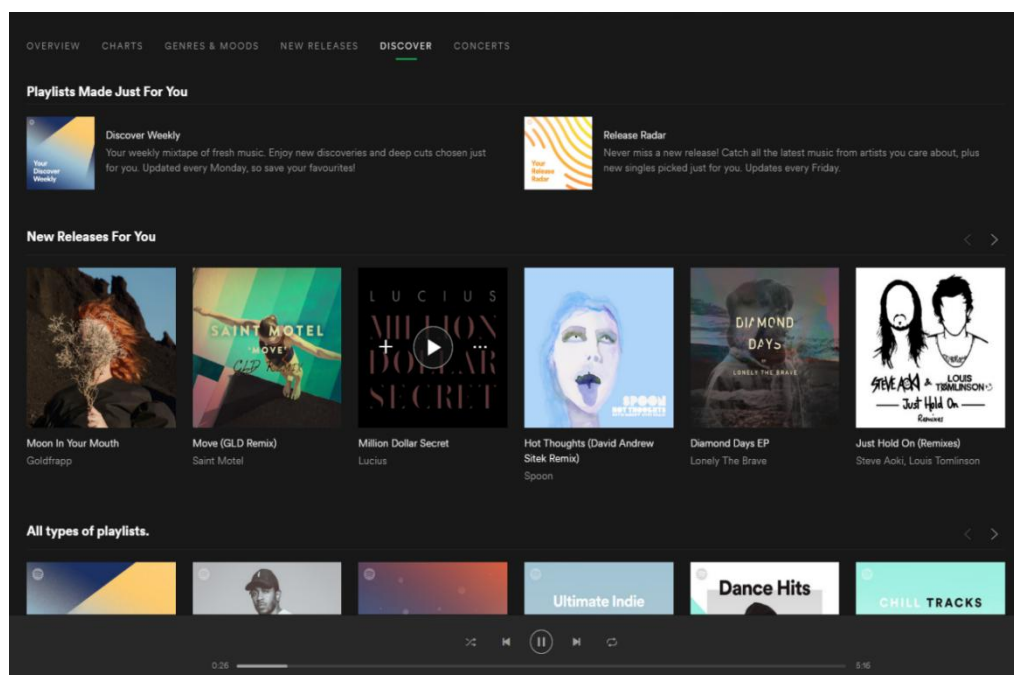 OVERVIEW CHARTS GENRES & MOODS NEW RELEASES DISCOVER CONCERTS
Playlists Made Just For You
Your
Discover
Weekly
Discover Weekly
Your weekly mixtape of fresh music. Enjoy new discoveries and deep cuts chosen just
for you. Updated every Monday, so save your favourites!
Your
Release
Radar
Release Radar
Never miss a new release! Catch all the latest music from artists you care about, plus
new singles picked just for you. Updates every Friday.
New Releases For You
SAINT MOTEL
"MOVE"
GLD
LUCIUS
MILLION
DOLLAR
SECRET
SPOON
HOT THOUGHTS
DIAMOND
DAYS
LONELY THE BRAVE
STEVE AOKI & LOUIS
TOMLINSON
Just Hold On
Remixes
Moon In Your Mouth
Goldfrapp
Move (GLD Remix)
Saint Motel
Million Dollar Secret
Lucius
Hot Thoughts (David Andrew
Sitek Remix)
Spoon
Diamond Days EP
Lonely The Brave
Just Hold On (Remixes)
Steve Aoki, Louis Tomlinson
All types of playlists.
Ultimate Indie
Dance Hits
CHILL TRACKS
0:26 5:16